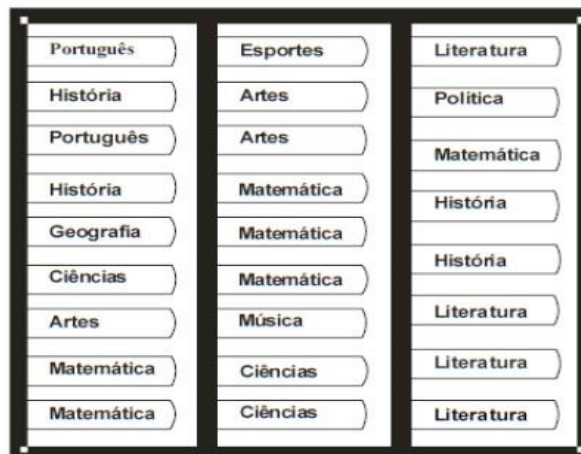 Português
História
Português
História
Geografia
Ciências
Artes
Matemática
Matemática
Esportes
Artes
Artes
Matemática
Matemática
Matemática
Música
Ciências
Ciências
Literatura
Política
Matemática
História
História
Literatura
Literatura
Literatura